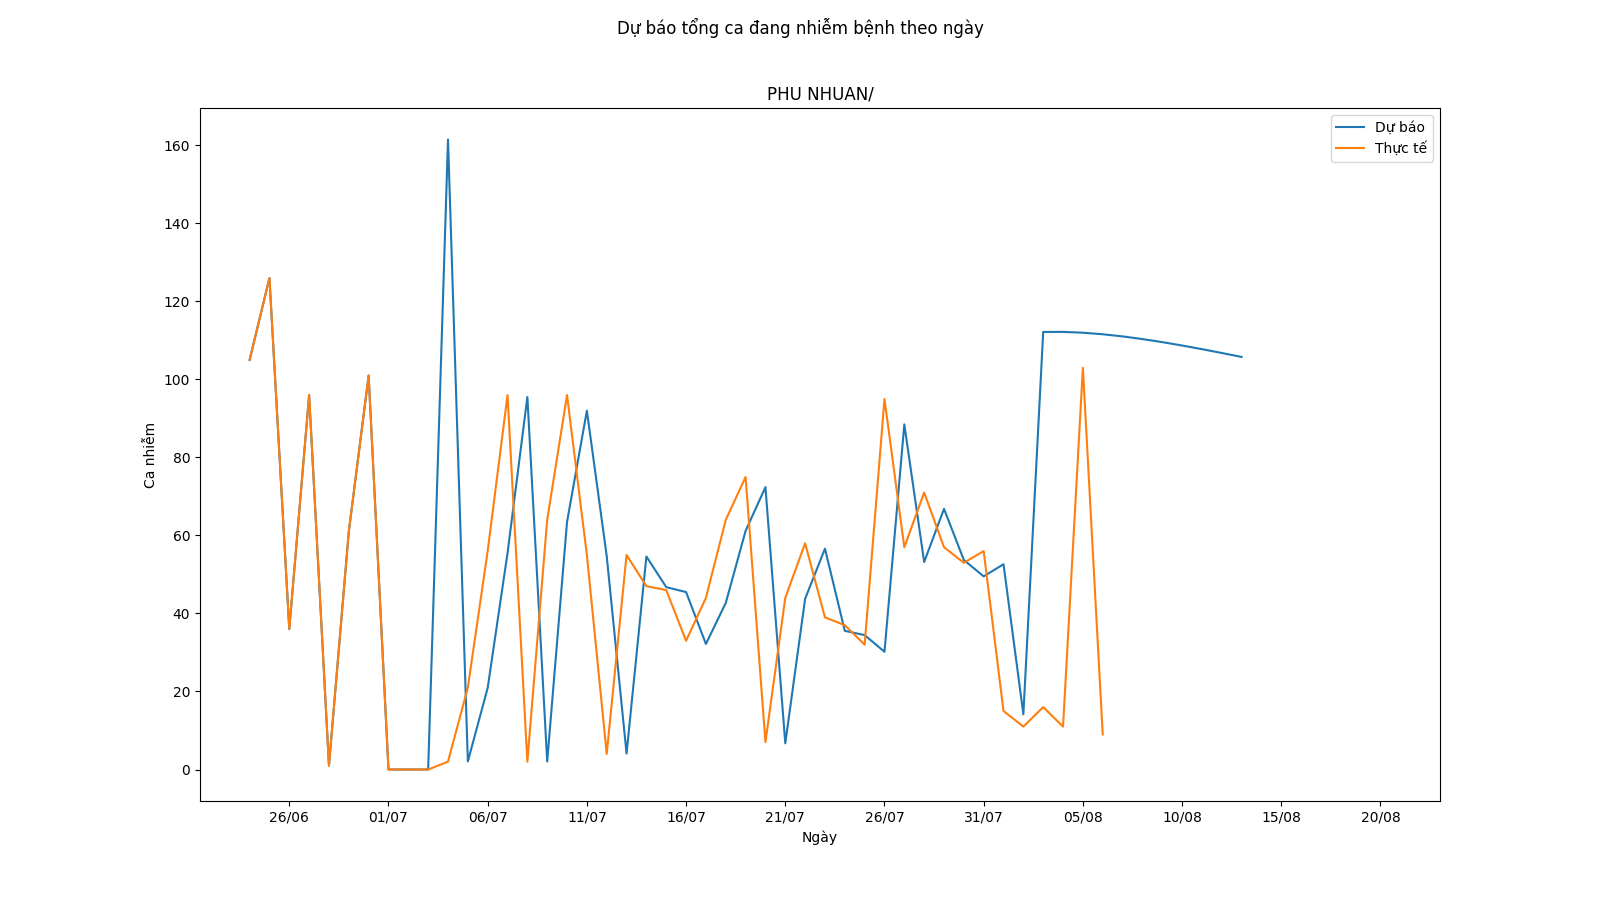 Dự báo tổng ca đang nhiễm bệnh theo ngày
PHU NHUAN/
Dự báo
Thực tế
160
140
120
100
80
60
40
20
0
Ca nhiễm
26/06 01/07 06/07 11/07 16/07 21/07 26/07 31/07 05/08 10/08 15/08 20/08
Ngày